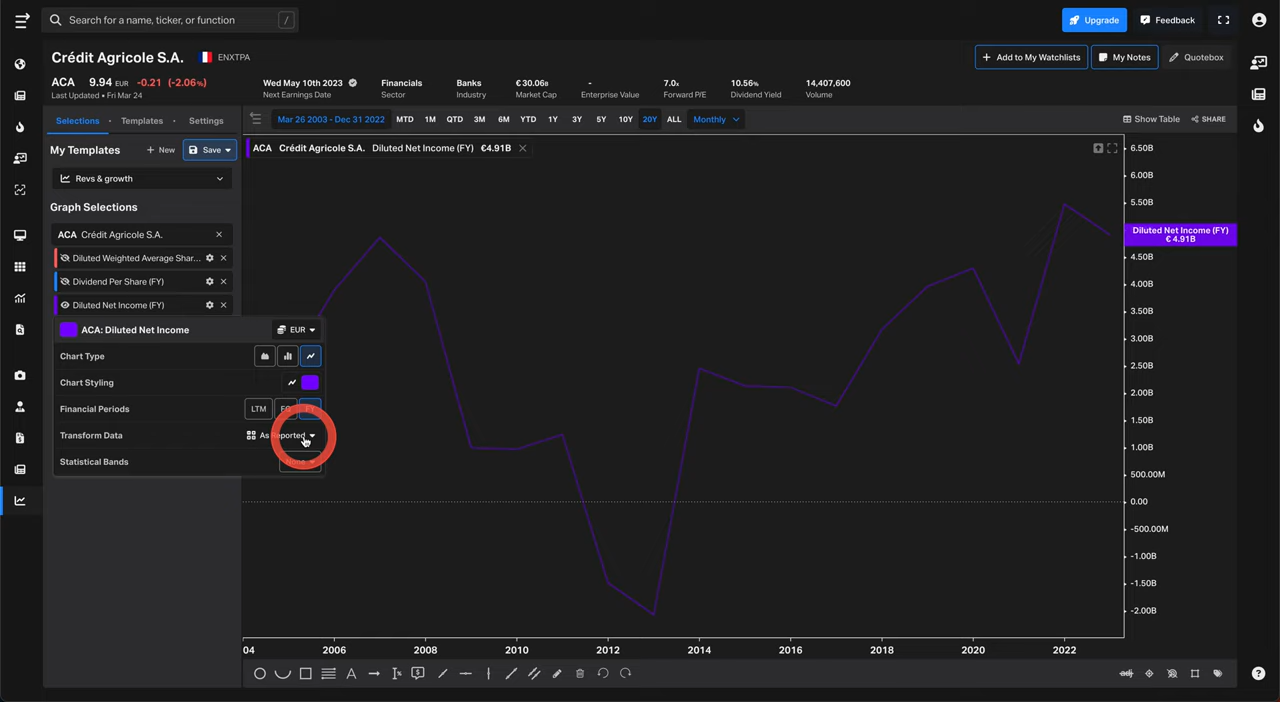 Search for a name, ticker, or function
/
Upgrade
Feedback
Crédit Agricole S.A.
ENXTPA
Add to My Watchlists
My Notes
Quotebox
ACA 9.94 EUR -0.21 (-2.06%)
Last Updated • Fri Mar 24
Wed May 10th 2023
Next Earnings Date
Financials
Sector
Banks
Industry
€30.06B
Market Cap
-
Enterprise Value
7.0x
Forward P/E
10.56%
Dividend Yield
14,407,600
Volume
Selections • Templates • Settings
Mar 26 2003 - Dec 31 2022 MTD 1M QTD 3M 6M YTD 1Y 3Y 5Y 10Y 20Y ALL Monthly
Show Table
SHARE
My Templates
+ New
Save
Revs & growth
Graph Selections
ACA Crédit Agricole S.A.
Diluted Weighted Average Shar...
Dividend Per Share (FY)
Diluted Net Income (FY)
ACA: Diluted Net Income
EUR
Chart Type
Chart Styling
Financial Periods
LTM FQ FY
Transform Data
As Reported
Statistical Bands
None
ACA Crédit Agricole S.A. Diluted Net Income (FY) €4.91B
6.50B
6.00B
5.50B
Diluted Net Income (FY)
€4.91B
4.50B
4.00B
3.50B
3.00B
2.50B
2.00B
1.50B
1.00B
500.00M
0.00
-500.00M
-1.00B
-1.50B
-2.00B
04 2006 2008 2010 2012 2014 2016 2018 2020 2022
A
adj
?